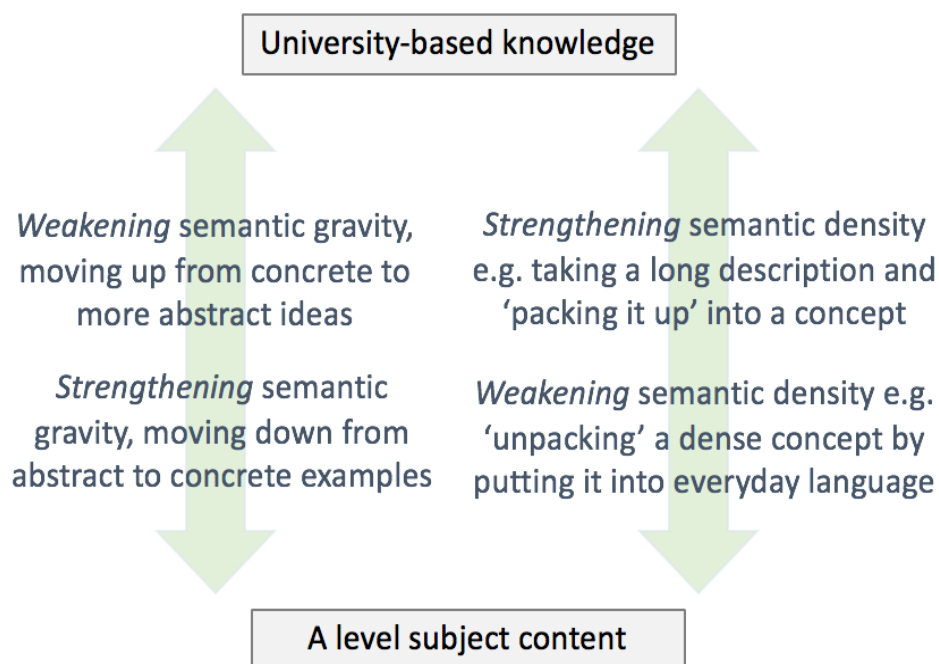 University-based knowledge
Weakening semantic gravity,
moving up from concrete to
more abstract ideas
Strengthening semantic
gravity, moving down from
abstract to concrete examples
Strengthening semantic density
e.g. taking a long description and
‘packing it up’ into a concept
Weakening semantic density e.g.
‘unpacking’ a dense concept by
putting it into everyday language
A level subject content